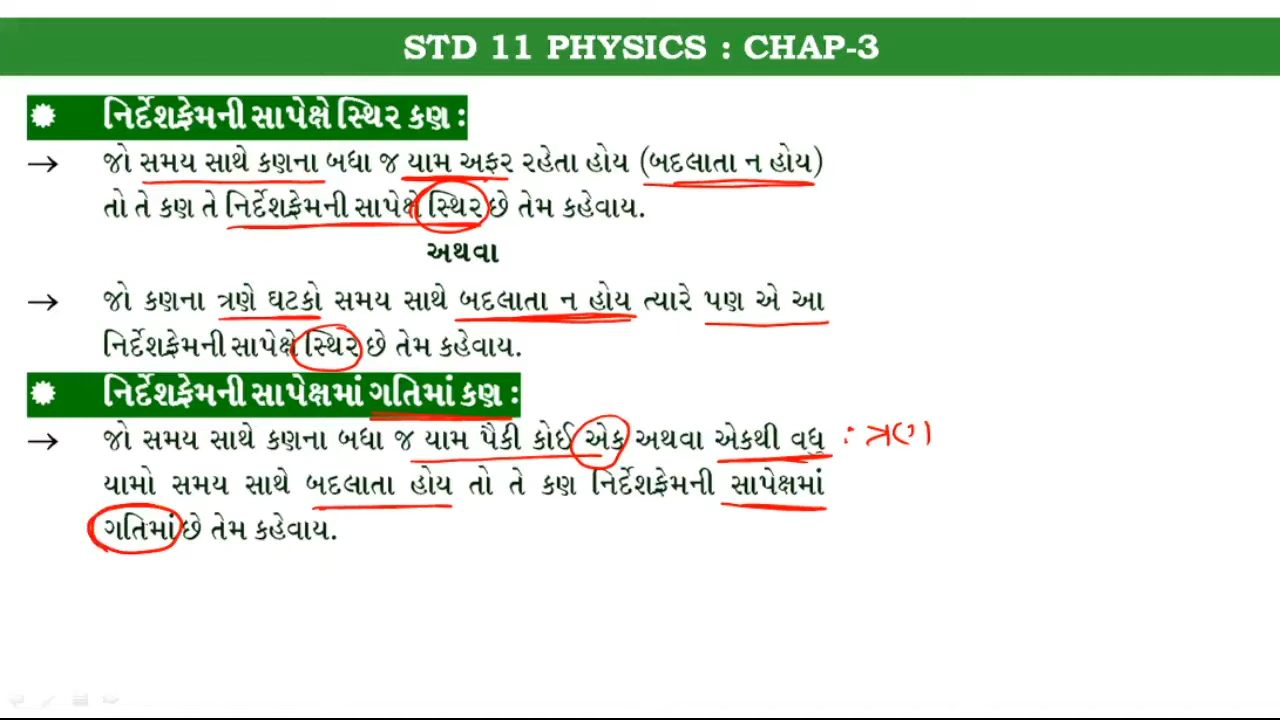 STD 11 PHYSICS : CHAP-3
નિર્દેશફ્રેમની સાપેક્ષે સ્થિર કણ :
→ જો સમય સાથે કણના બધા જ યામ અફર રહેતા હોય (બદલાતા ન હોય)
તો તે કણ તે નિર્દેશફ્રેમની સાપેક્ષે સ્થિર છે તેમ કહેવાય.
અથવા
→ જો કણના ત્રણે ઘટકો સમય સાથે બદલાતા ન હોય ત્યારે પણ એ આ
નિર્દેશફ્રેમની સાપેક્ષે સ્થિર છે તેમ કહેવાય.
નિર્દેશફ્રેમની સાપેક્ષમાં ગતિમાં કણ :
→ જો સમય સાથે કણના બધા જ યામ પૈકી કોઈ એક અથવા એકથી વધુ : ત્રણ
યામો સમય સાથે બદલાતા હોય તો તે કણ નિર્દેશફ્રેમની સાપેક્ષમાં
ગતિમાં છે તેમ કહેવાય.